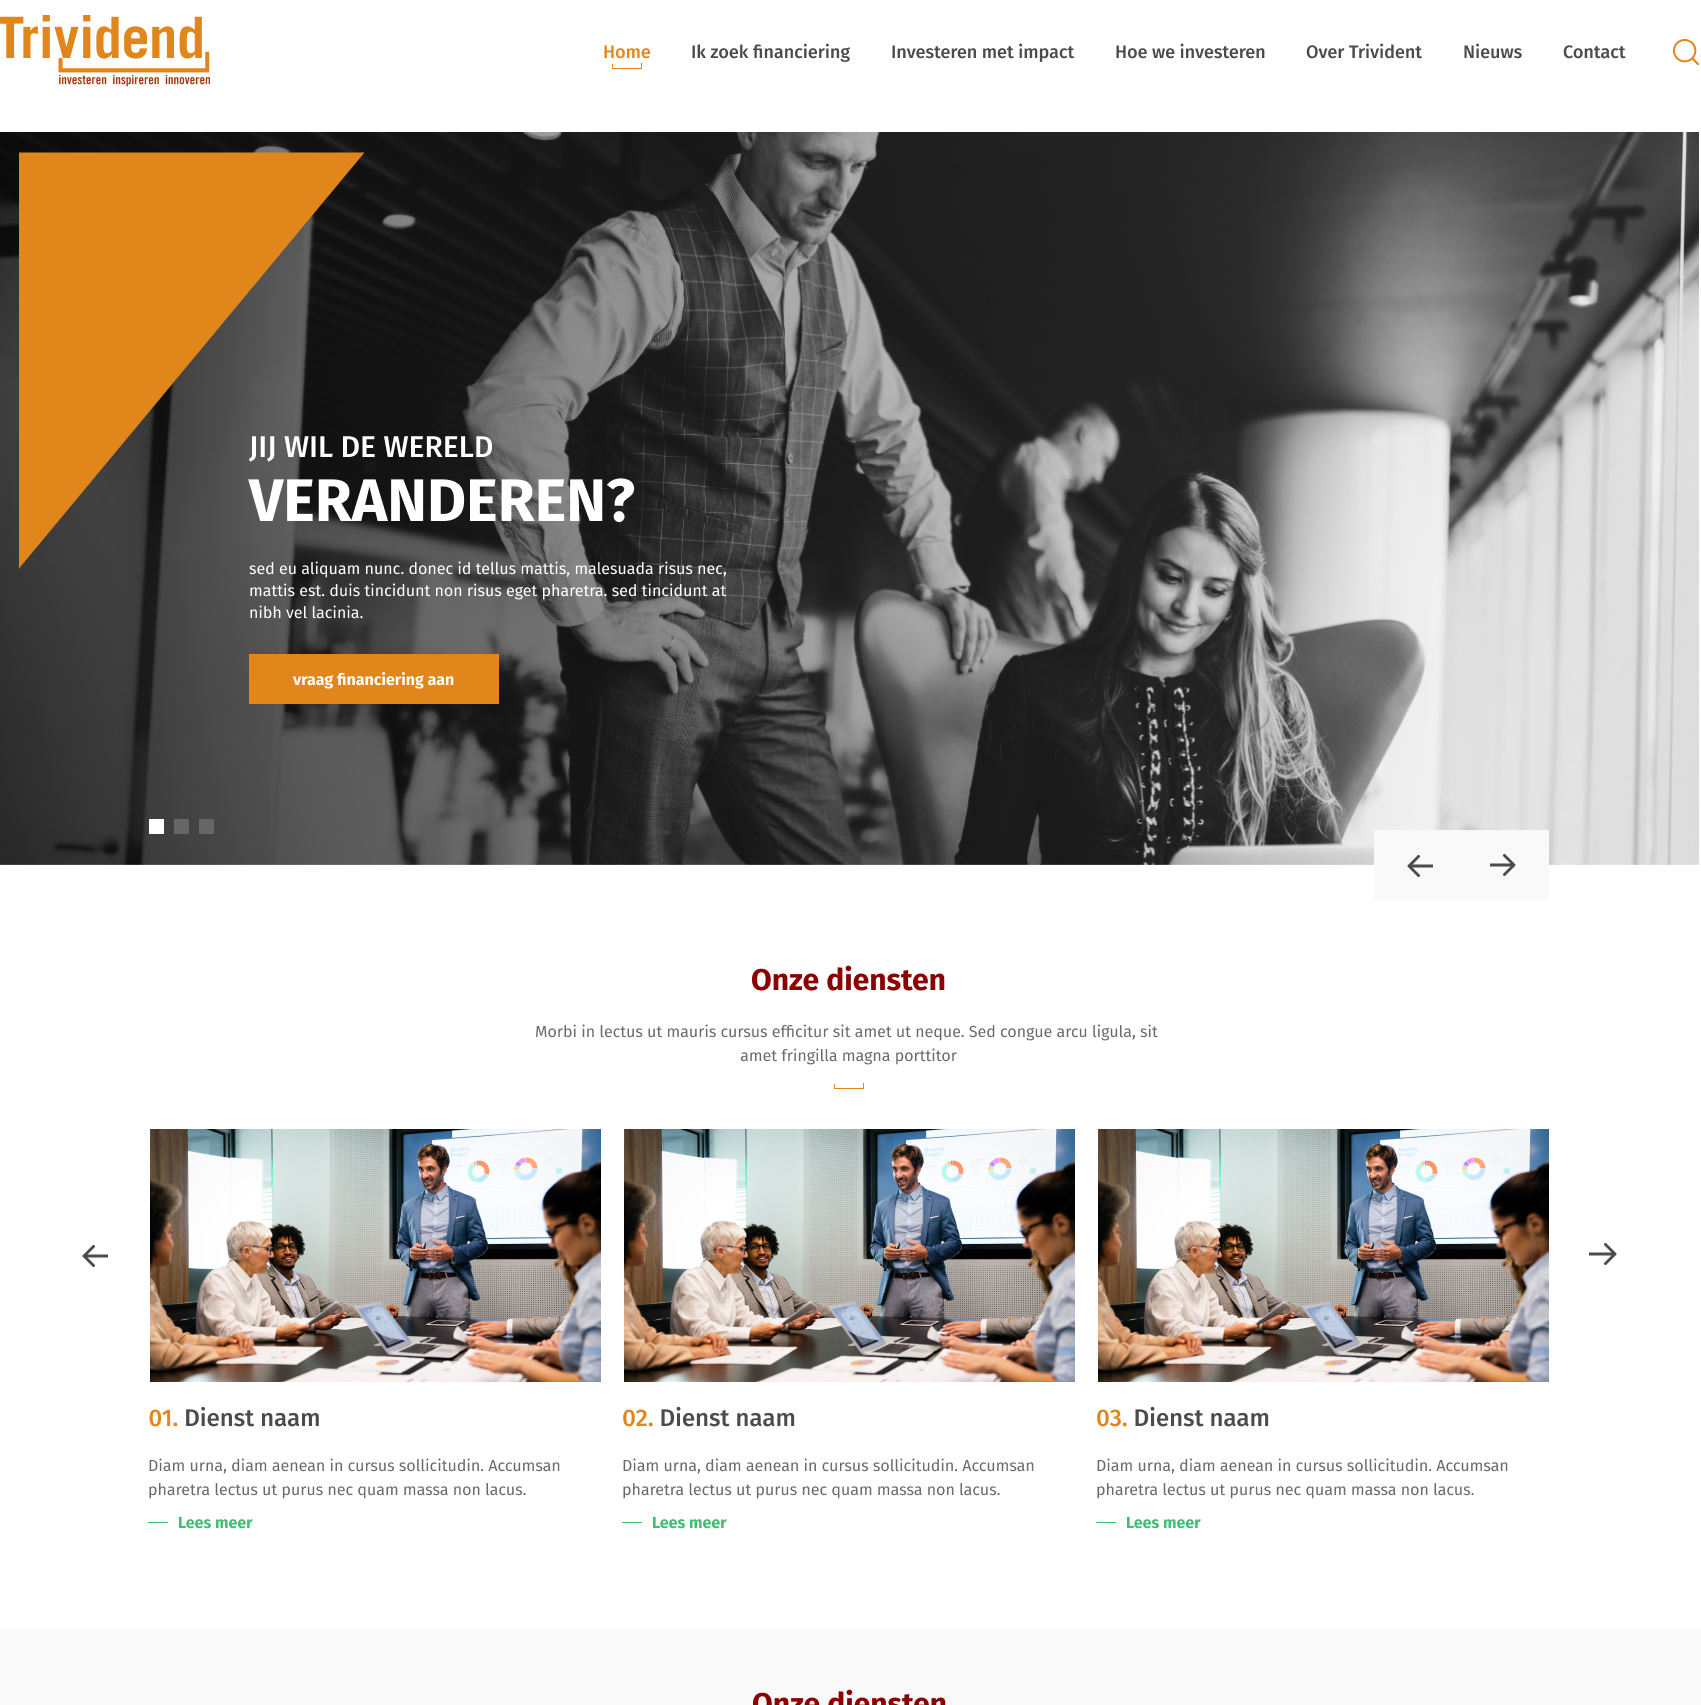 Trividend
investeren inspireren innoveren
Home Ik zoek financiering Investeren met impact Hoe we investeren Over Trivident Nieuws Contact
JIJ WIL DE WERELD
VERANDEREN?
sed eu aliquam nunc. donec id tellus mattis, malesuada risus nec,
mattis est. duis tincidunt non risus eget pharetra. sed tincidunt at
nibh vel lacinia.
vraag financiering aan
Onze diensten
Morbi in lectus ut mauris cursus efficitur sit amet ut neque. Sed congue arcu ligula, sit
amet fringilla magna porttitor
01. Dienst naam
Diam urna, diam aenean in cursus sollicitudin. Accumsan
pharetra lectus ut purus nec quam massa non lacus.
Lees meer
02. Dienst naam
Diam urna, diam aenean in cursus sollicitudin. Accumsan
pharetra lectus ut purus nec quam massa non lacus.
Lees meer
03. Dienst naam
Diam urna, diam aenean in cursus sollicitudin. Accumsan
pharetra lectus ut purus nec quam massa non lacus.
Lees meer
Onze diensten